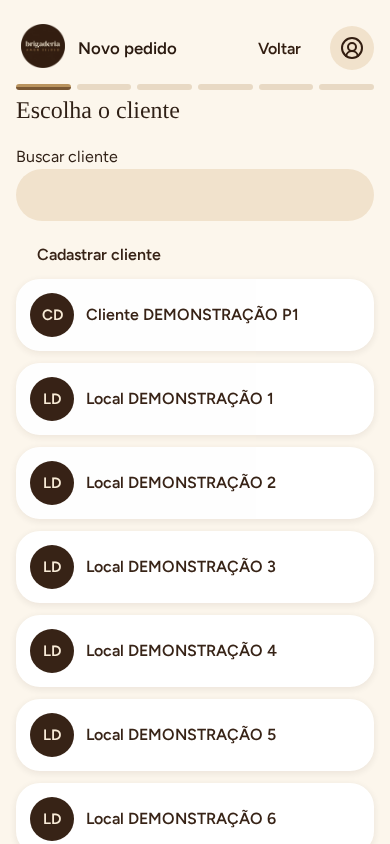 brigaderia
Novo pedido
Voltar
Escolha o cliente
Buscar cliente
Cadastrar cliente
CD
Cliente DEMONSTRAÇÃO P1
LD
Local DEMONSTRAÇÃO 1
LD
Local DEMONSTRAÇÃO 2
LD
Local DEMONSTRAÇÃO 3
LD
Local DEMONSTRAÇÃO 4
LD
Local DEMONSTRAÇÃO 5
LD
Local DEMONSTRAÇÃO 6